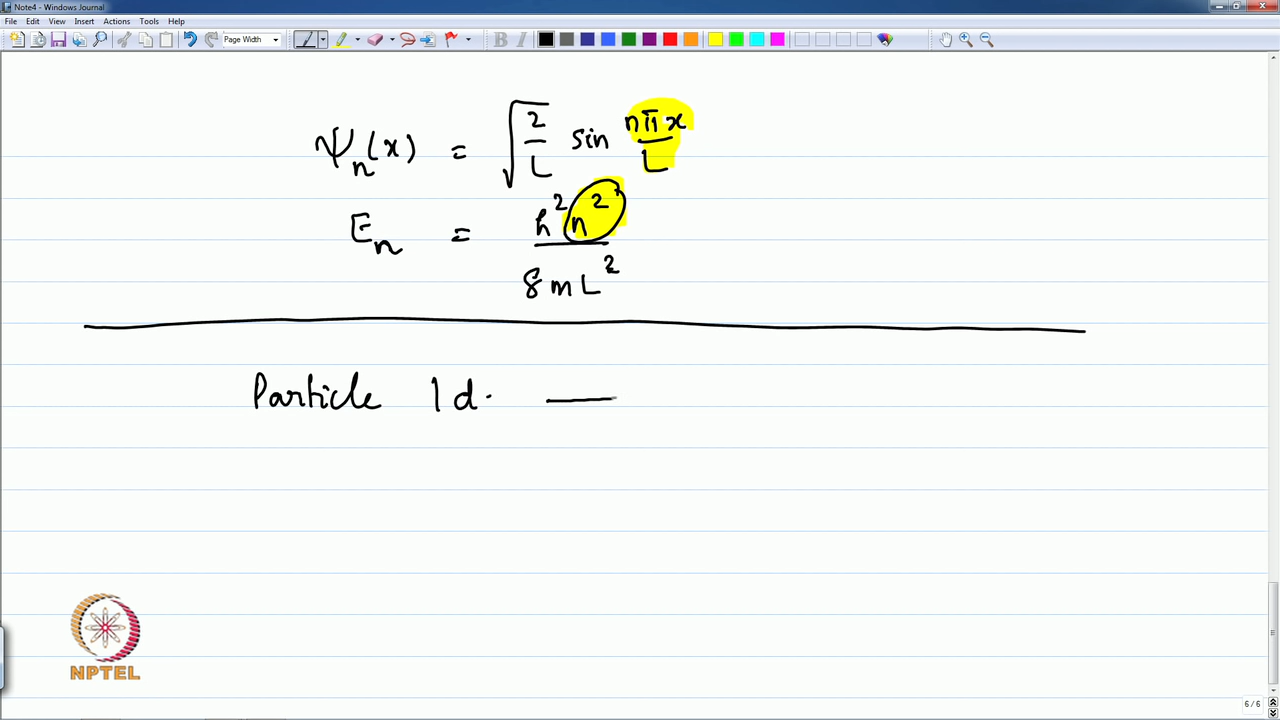 Note4 - Windows Journal
File Edit View Insert Actions Tools Help
Page Width
ψn(x) = √(2/L) sin nπx/L
En = h²n²/8mL²
Particle 1d.
NPTEL
6/6